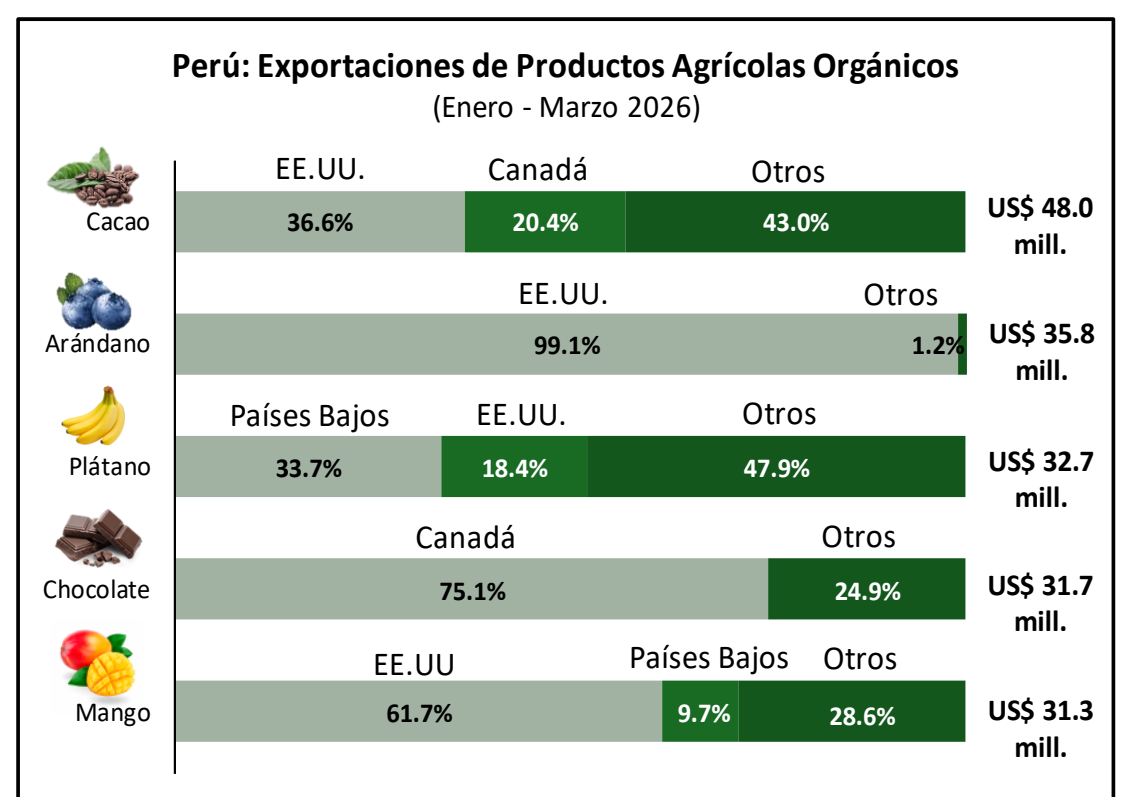 Perú: Exportaciones de Productos Agrícolas Orgánicos
(Enero - Marzo 2026)
EE.UU. Canadá Otros
Cacao 36.6% 20.4% 43.0% US$ 48.0
mill.
EE.UU. Otros
Arándano 99.1% 1.2% US$ 35.8
mill.
Países Bajos EE.UU. Otros
Plátano 33.7% 18.4% 47.9% US$ 32.7
mill.
Canadá Otros
Chocolate 75.1% 24.9% US$ 31.7
mill.
EE.UU Países Bajos Otros
Mango 61.7% 9.7% 28.6% US$ 31.3
mill.